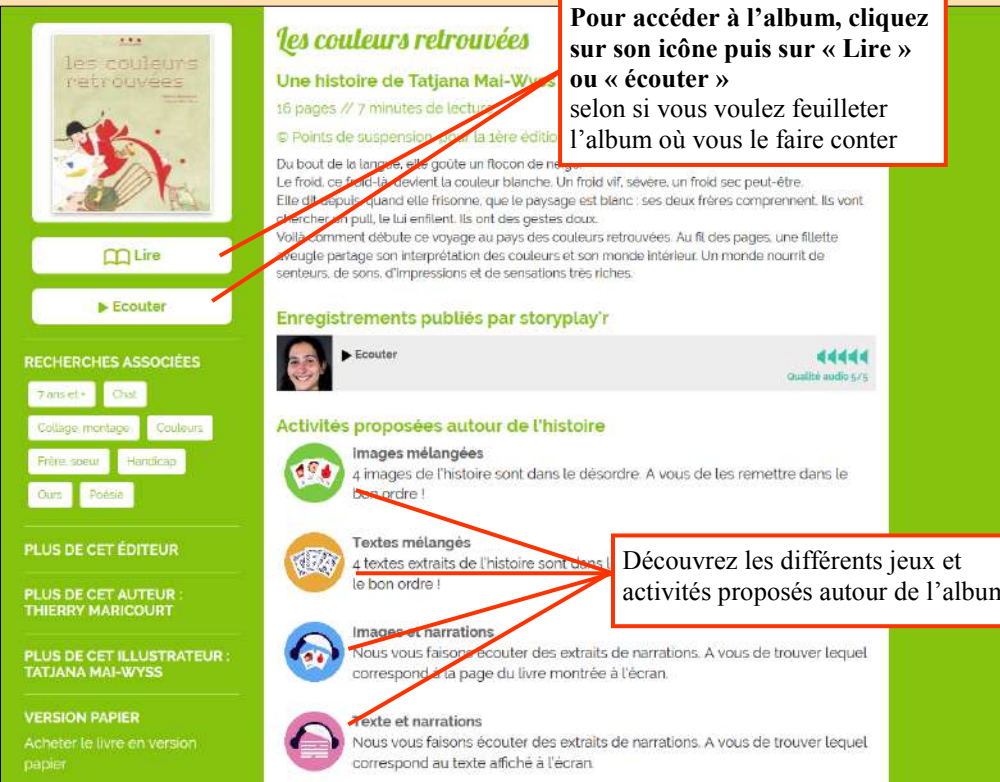 les couleurs
retrouvées
Lire
Ecouter
RECHERCHES ASSOCIÉES
7 ans et +
Chat
Collage, montage
Couleurs
Frère, soeur
Handicap
Ours
Poésie
PLUS DE CET ÉDITEUR
PLUS DE CET AUTEUR :
THIERRY MARICOURT
PLUS DE CET ILLUSTRATEUR :
TATJANA MAI-WYSS
VERSION PAPIER
Acheter le livre en version
papier
Les couleurs retrouvées
Une histoire de Tatjana Mai-Wyss
16 pages // 7 minutes de lecture
© Points de suspension, pour la 1ère éditio
Du bout de la langue, elle goûte un flocon de neige.
Le froid, ce froid-là, devient la couleur blanche. Un froid vif, sévère, un froid sec peut-être.
Elle dit depuis, quand elle frisonne, que le paysage est blanc : ses deux frères comprennent. Ils vont
chercher un pull, le lui enfilent. Ils ont des gestes doux.
Voilà comment débute ce voyage au pays des couleurs retrouvées. Au fil des pages, une fillette
aveugle partage son interprétation des couleurs et son monde intérieur. Un monde nourrit de
senteurs, de sons, d'impressions et de sensations très riches.
Enregistrements publiés par storyplay'r
Ecouter
Qualité audio 5/5
Activités proposées autour de l'histoire
Images mélangées
4 images de l'histoire sont dans le désordre. A vous de les remettre dans le
bon ordre !
Textes mélangés
4 textes extraits de l'histoire sont dans l
le bon ordre !
Images et narrations
Nous vous faisons écouter des extraits de narrations. A vous de trouver lequel
correspond à la page du livre montrée à l'écran.
Texte et narrations
Nous vous faisons écouter des extraits de narrations. A vous de trouver lequel
correspond au texte affiché à l'écran.
Pour accéder à l'album, cliquez
sur son icône puis sur « Lire »
ou « écouter »
selon si vous voulez feuilleter
l'album où vous le faire conter
Découvrez les différents jeux et
activités proposés autour de l'album